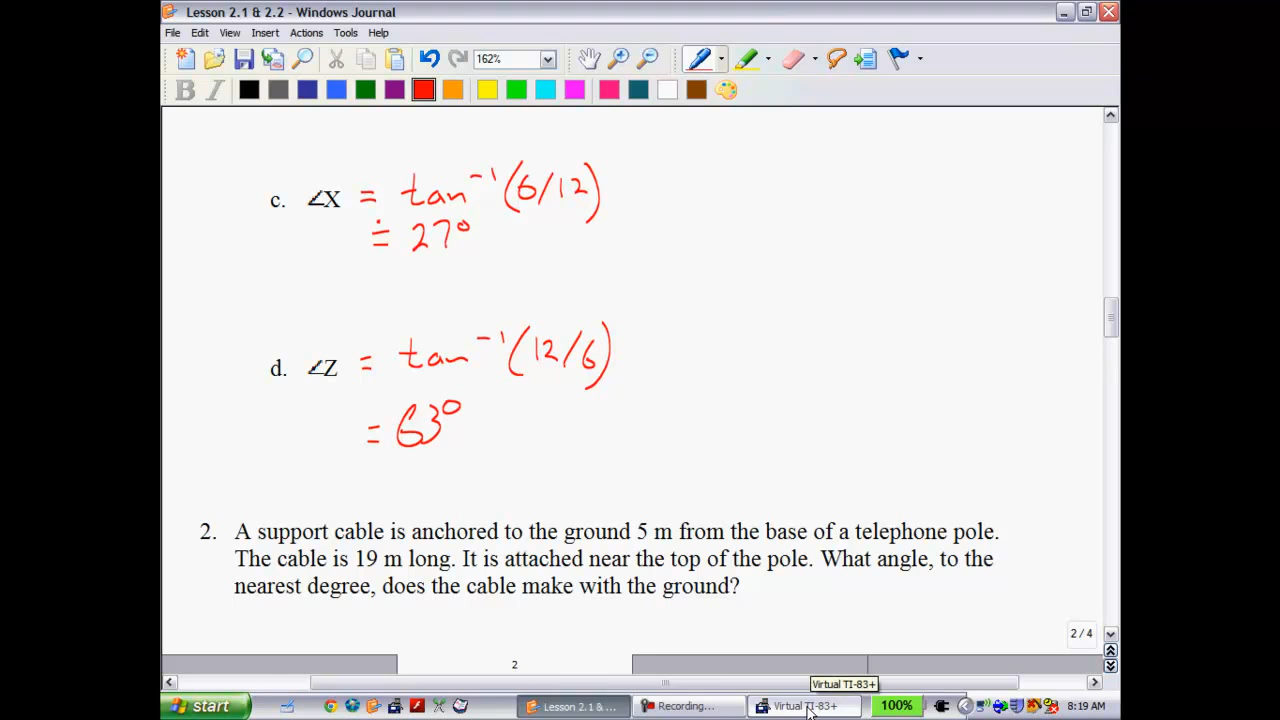 Lesson 2.1 & 2.2 - Windows Journal
File Edit View Insert Actions Tools Help
162%
B I
c. ∠X = tan⁻¹(6/12)
≐ 27°
d. ∠Z = tan⁻¹(12/6)
= 63°
2. A support cable is anchored to the ground 5 m from the base of a telephone pole.
The cable is 19 m long. It is attached near the top of the pole. What angle, to the
nearest degree, does the cable make with the ground?
2 / 4
2
Virtual TI-83+
start Lesson 2.1 & ... Recording... Virtual TI-83+ 100% 8:19 AM